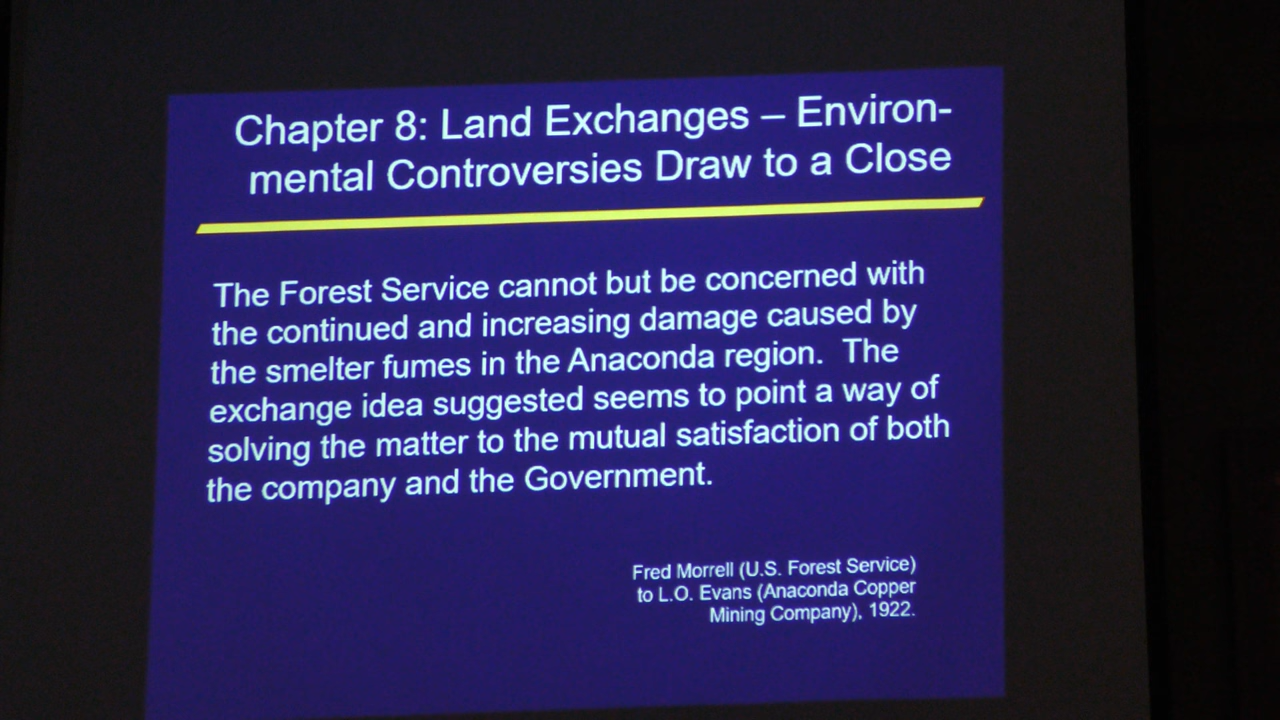 Chapter 8: Land Exchanges – Environ-
mental Controversies Draw to a Close
The Forest Service cannot but be concerned with
the continued and increasing damage caused by
the smelter fumes in the Anaconda region.  The
exchange idea suggested seems to point a way of
solving the matter to the mutual satisfaction of both
the company and the Government.
Fred Morrell (U.S. Forest Service)
to L.O. Evans (Anaconda Copper
Mining Company), 1922.